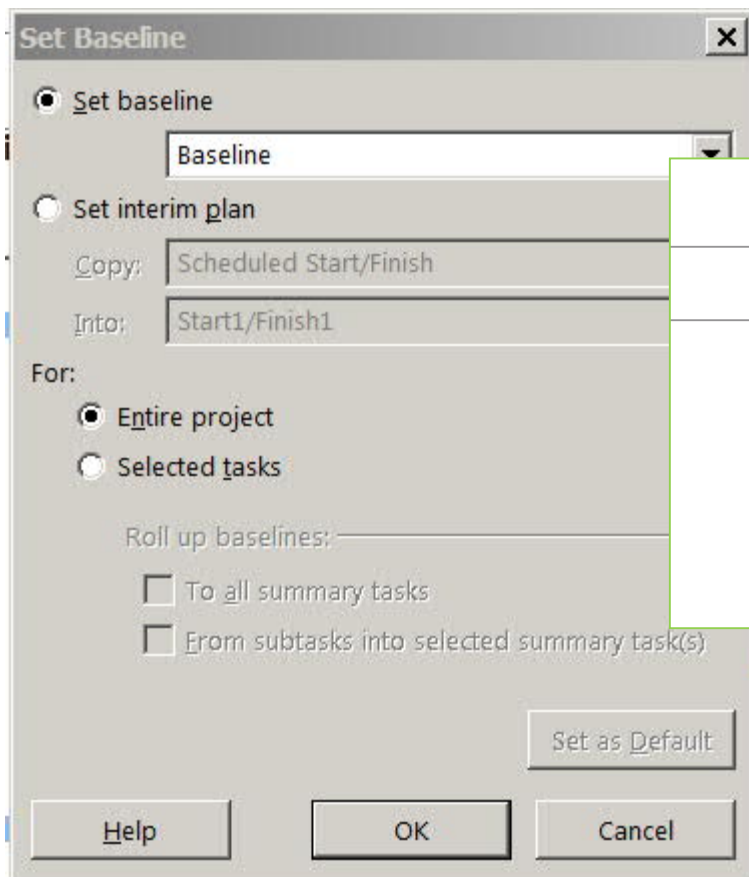 Set Baseline
Set baseline
Baseline
Set interim plan
Copy: Scheduled Start/Finish
Into: Start1/Finish1
For:
Entire project
Selected tasks
Roll up baselines:
To all summary tasks
From subtasks into selected summary task(s)
Set as Default
Help OK Cancel